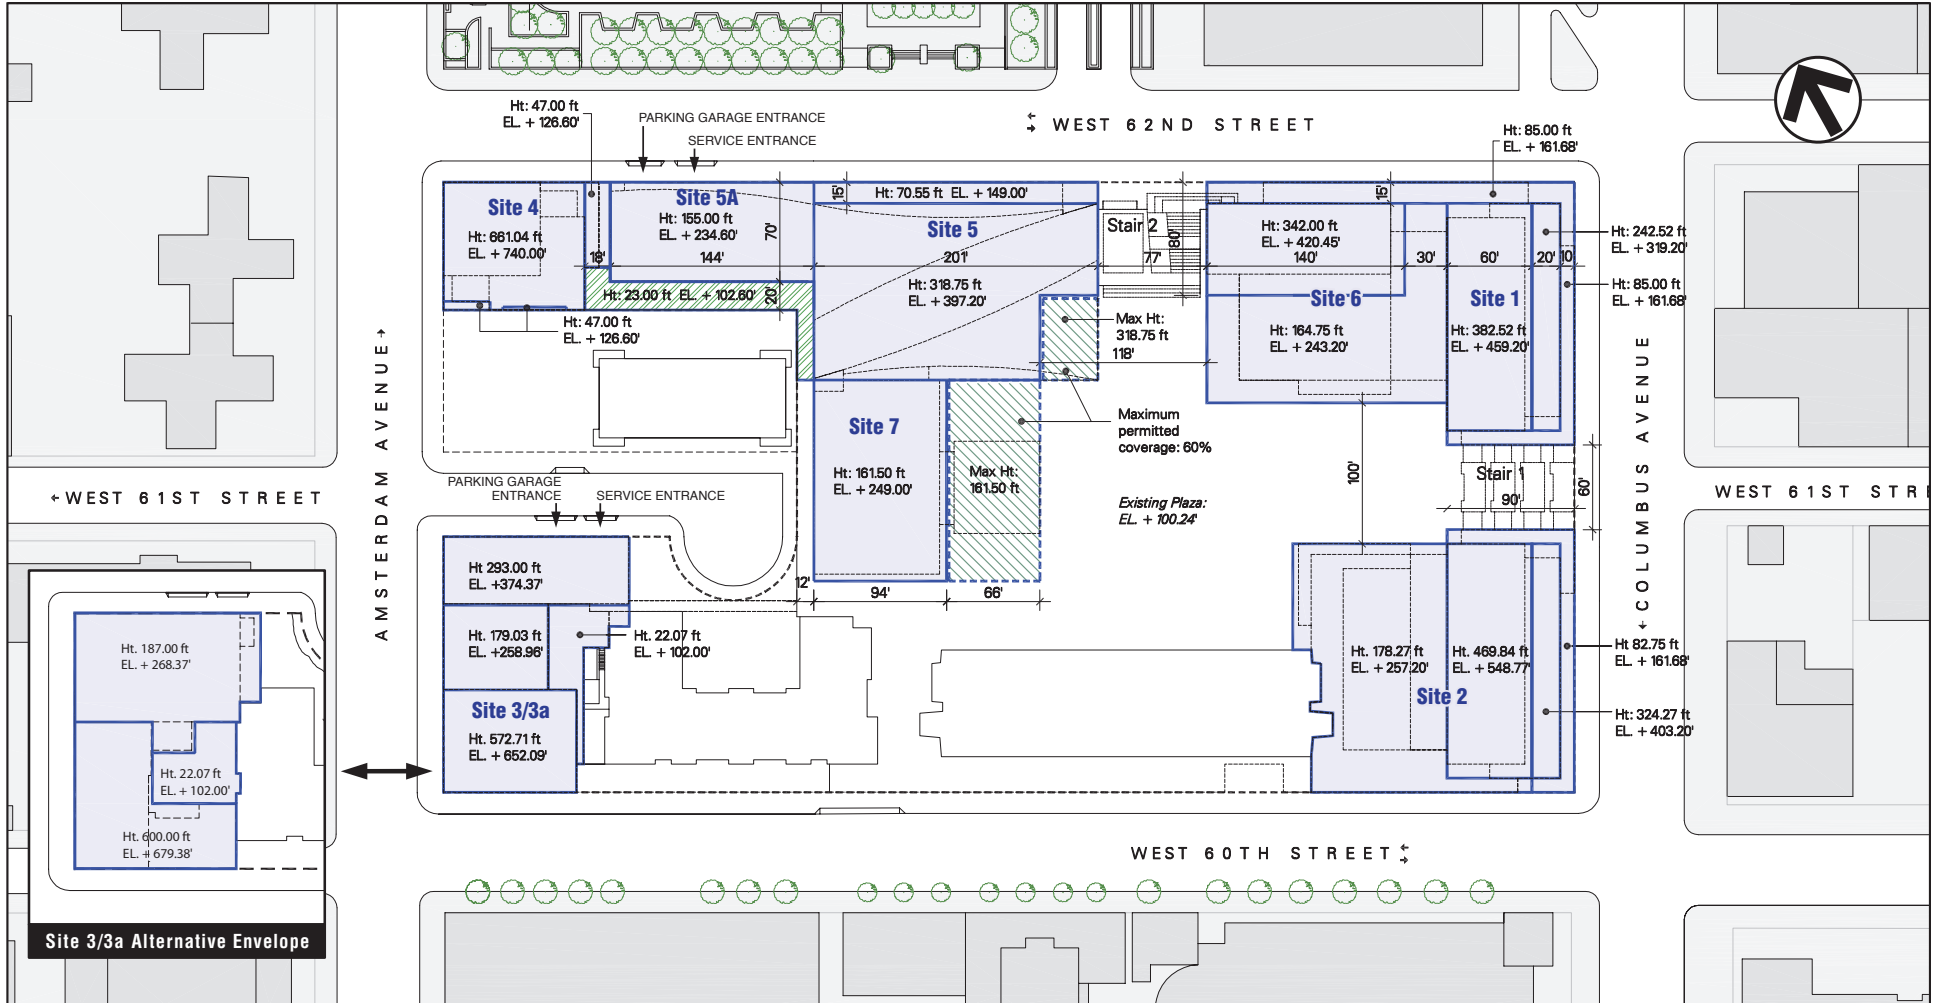 Ht: 47.00 ft
EL. + 126.60'
PARKING GARAGE ENTRANCE
SERVICE ENTRANCE
WEST 62ND STREET
Ht: 85.00 ft
EL. + 161.68'
Site 4
Ht: 661.04 ft
EL. + 740.00'
18'
Site 5A
Ht: 155.00 ft
EL. + 234.60'
144'
70'
15'
Ht: 70.55 ft EL. + 149.00'
Site 5
201'
Ht: 318.75 ft
EL. + 397.20'
Stair 2
80'
77'
15'
Ht: 342.00 ft
EL. + 420.45'
140'
30'
60'
20'
10'
Ht: 242.52 ft
EL. + 319.20'
Ht: 85.00 ft
EL. + 161.68'
Ht: 23.00 ft EL. + 102.60'
20'
Ht: 47.00 ft
EL. + 126.60'
Max Ht:
318.75 ft
118'
Site 6
Ht: 164.75 ft
EL. + 243.20'
Site 1
Ht: 382.52 ft
EL. + 459.20'
AMSTERDAM AVENUE
COLUMBUS AVENUE
Site 7
Ht: 161.50 ft
EL. + 249.00'
Max Ht:
161.50 ft
Maximum
permitted
coverage: 60%
Existing Plaza:
EL. + 100.24'
100'
Stair 1
90'
60'
WEST 61ST STREET
WEST 61ST STRE
PARKING GARAGE
ENTRANCE
SERVICE ENTRANCE
12'
94'
66'
Ht 293.00 ft
EL. +374.37'
Ht: 179.03 ft
EL. +258.96'
Ht: 22.07 ft
EL. + 102.00'
Site 3/3a
Ht. 572.71 ft
EL. + 652.09'
Ht. 178.27 ft
EL. + 257.20'
Ht. 469.84 ft
EL. + 548.77'
Site 2
Ht 82.75 ft
EL. + 161.68'
Ht: 324.27 ft
EL. + 403.20'
Ht. 187.00 ft
EL. + 268.37'
Ht. 22.07 ft
EL. + 102.00'
Ht. 600.00 ft
EL. + 679.38'
Site 3/3a Alternative Envelope
WEST 60TH STREET